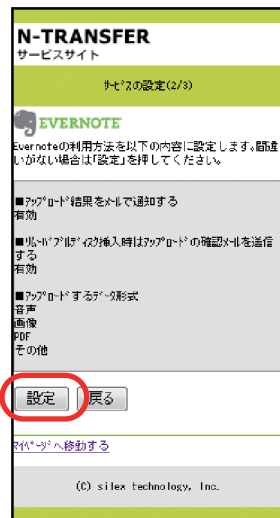 N-TRANSFER
サービスサイト
ｻｰﾋﾞｽの設定(2/3)
EVERNOTE
Evernoteの利用方法を以下の内容に設定します。間違
いがない場合は「設定」を押してください。
■ｱｯﾌﾟﾛｰﾄﾞ結果をﾒｰﾙで通知する
有効
■ﾘﾑｰﾊﾞﾌﾞﾙﾃﾞｨｽｸ挿入時はｱｯﾌﾟﾛｰﾄﾞの確認ﾒｰﾙを送信
する
有効
■ｱｯﾌﾟﾛｰﾄﾞするﾃﾞｰﾀ形式
音声
画像
PDF
その他
設定 戻る
ﾏｲﾍﾟｰｼﾞへ移動する
(C) silex technology, Inc.